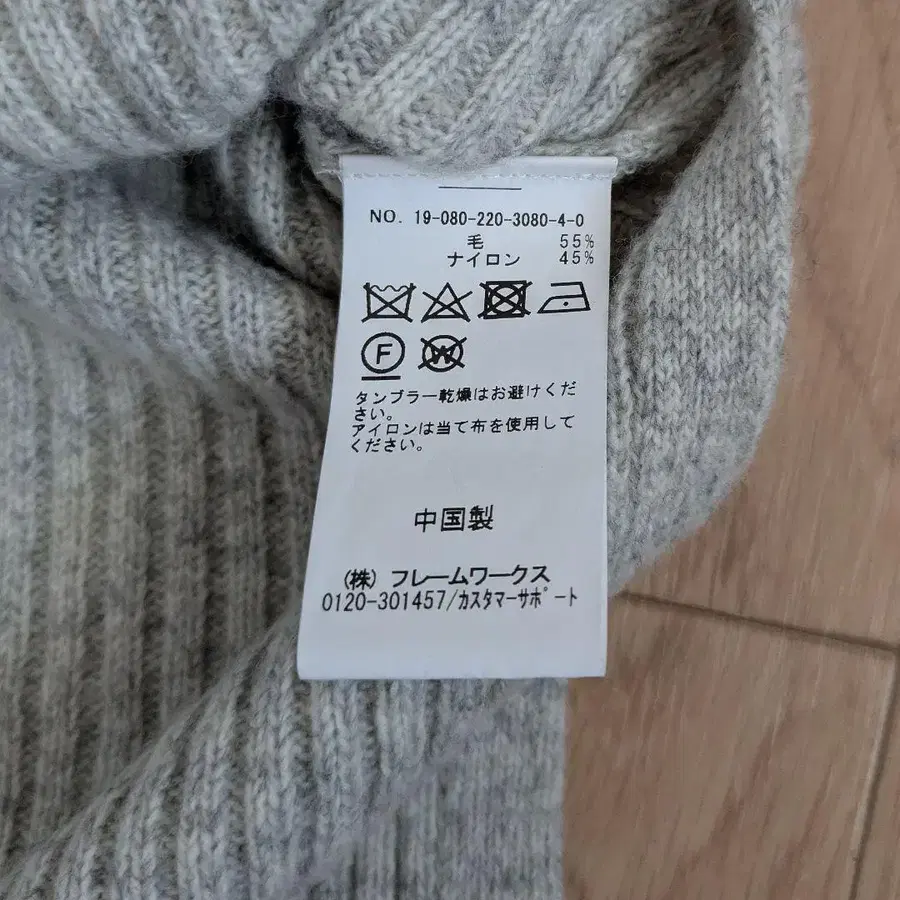 NO. 19-080-220-3080-4-0
毛 55%
ナイロン 45%
F W
タンブラー乾燥はお避けくだ
さい。
アイロンは当て布を使用して
ください。
中国製
(株) フレームワークス
0120-301457/ｶｽﾀﾏｰｻﾎﾟｰﾄ